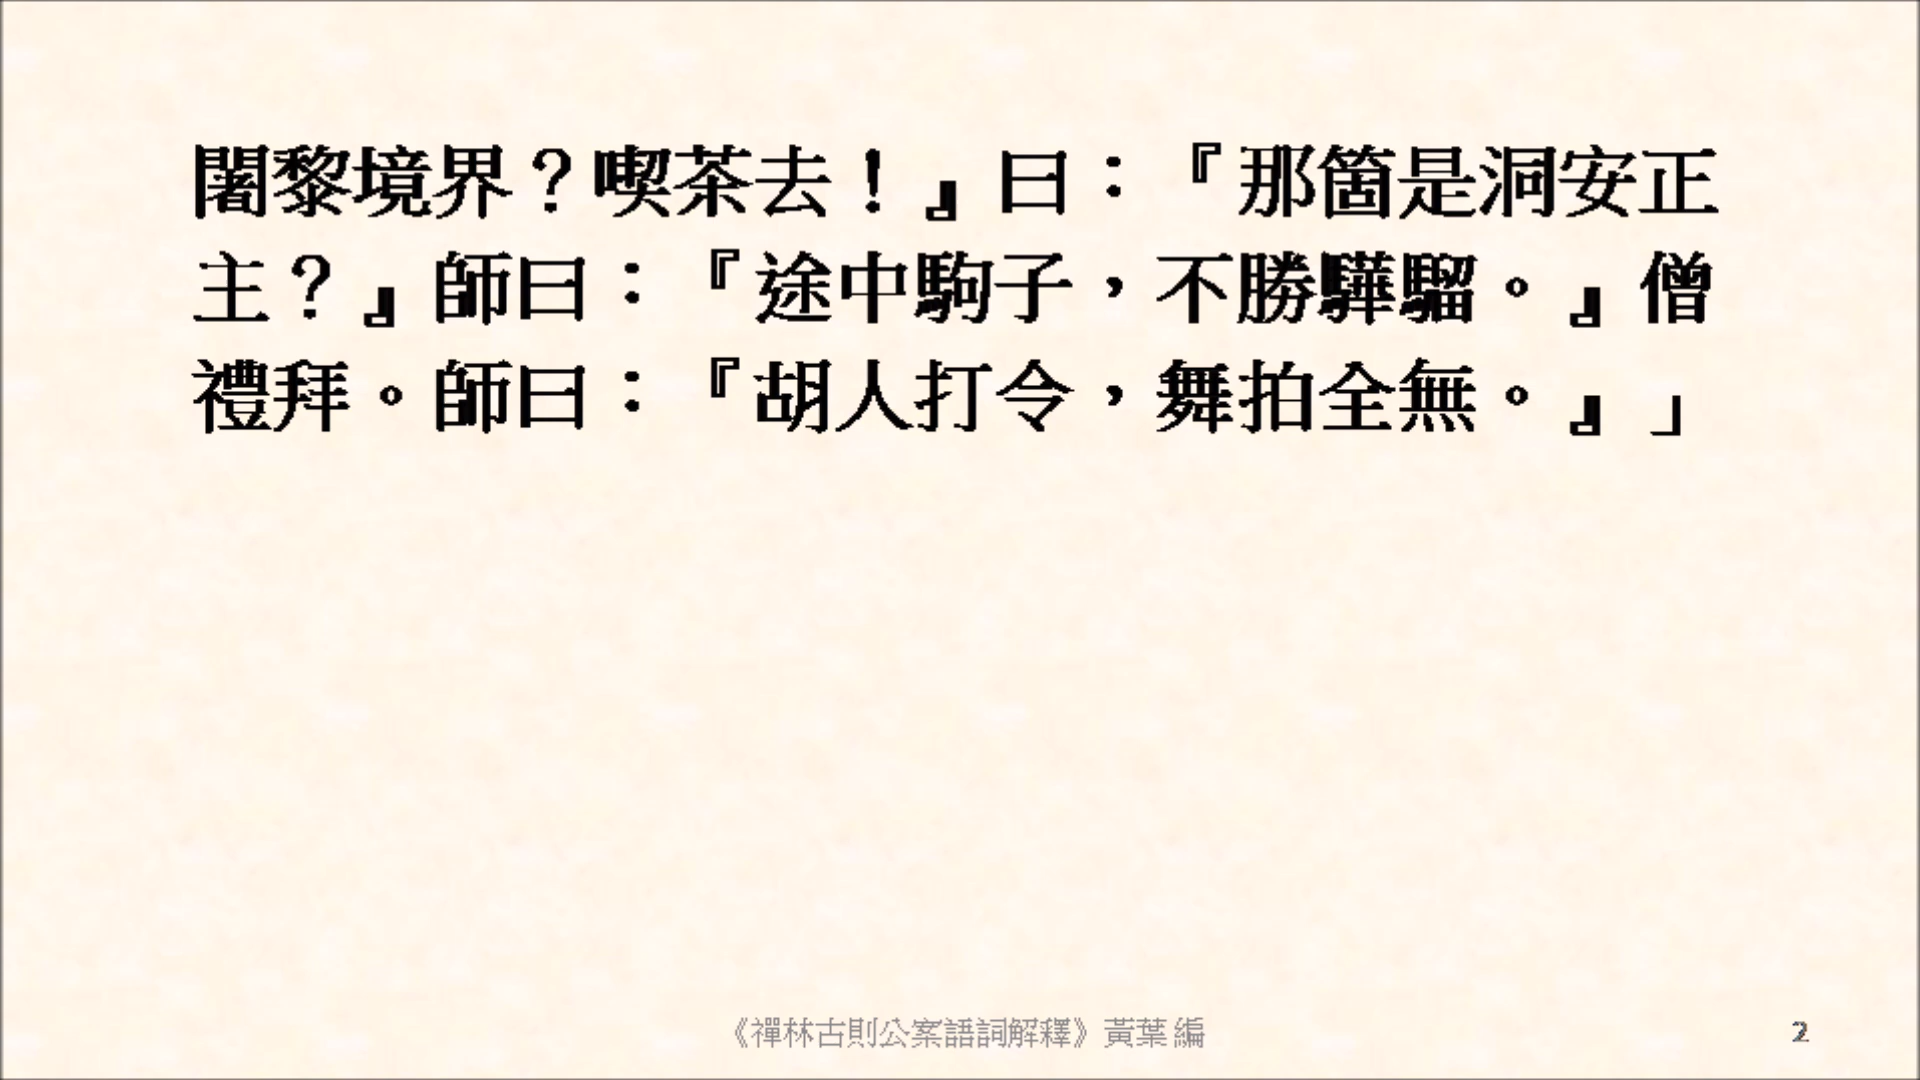 闍黎境界？喫茶去！』曰：『那箇是洞安正
主？』師曰：『途中駒子，不勝驊騮。』僧
禮拜。師曰：『胡人打令，舞拍全無。』」
《禪林古則公案語詞解釋》黃葉 編
2